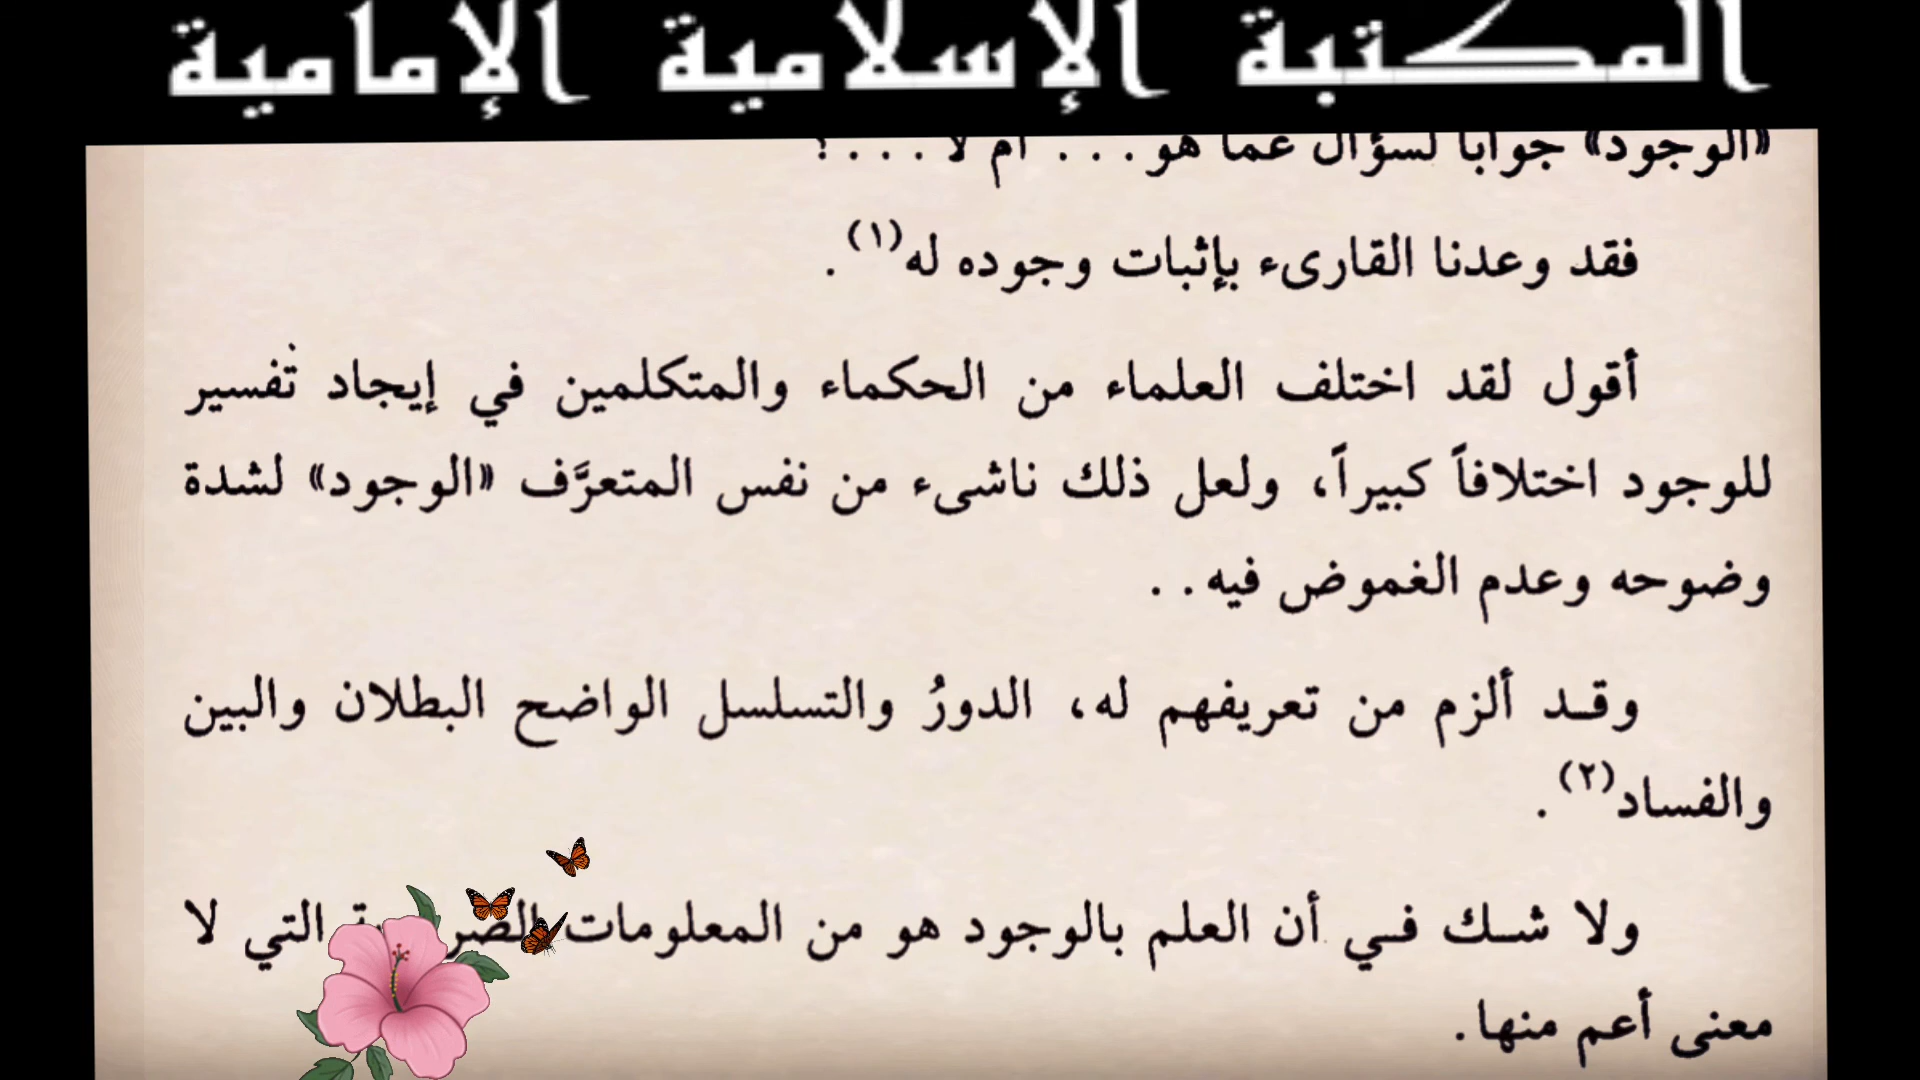 المكتبة الإسلامية الإمامية
«الوجود» جواباً لسؤال عما هو... أم لا...؟
فقد وعدنا القارىء بإثبات وجوده له(١).
أقول لقد اختلف العلماء من الحكماء والمتكلمين في إيجاد تفسير
للوجود اختلافاً كبيراً، ولعل ذلك ناشىء من نفس المتعرَّف «الوجود» لشدة
وضوحه وعدم الغموض فيه..
وقـد ألزم من تعريفهم له، الدورُ والتسلسل الواضح البطلان والبين
والفساد(٢).
ولا شـك فـي أن العلم بالوجود هو من المعلومات التي لا
معنى أعم منها.